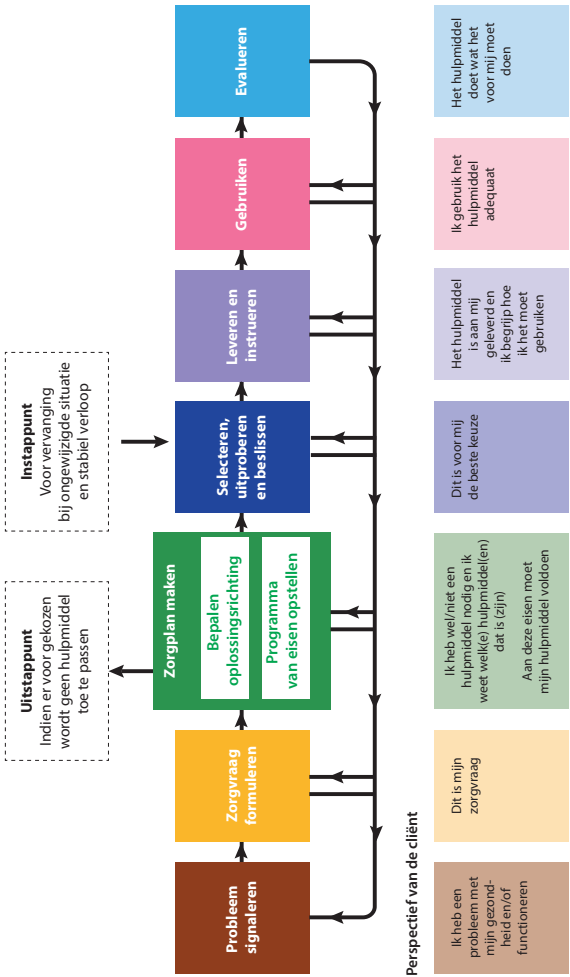 Uitstappunt
Indien er voor gekozen
wordt geen hulpmiddel
toe te passen
Instappunt
Voor vervanging
bij ongewijzigde situatie
en stabiel verloop
Probleem
signaleren
Zorgvraag
formuleren
Zorgplan maken
Bepalen
oplossingsrichting
Programma
van eisen opstellen
Selecteren,
uitproberen
en beslissen
Leveren en
instrueren
Gebruiken
Evalueren
Perspectief van de cliënt
Ik heb een
probleem met
mijn gezond-
heid en/of
functioneren
Dit is mijn
zorgvraag
Ik heb wel/niet een
hulpmiddel nodig en ik
weet welk(e) hulpmiddel(en)
dat is (zijn)
Aan deze eisen moet
mijn hulpmiddel voldoen
Dit is voor mij
de beste keuze
Het hulpmiddel
is aan mij
geleverd en
ik begrijp hoe
ik het moet
gebruiken
Ik gebruik het
hulpmiddel
adequaat
Het hulpmiddel
doet wat het
voor mij moet
doen